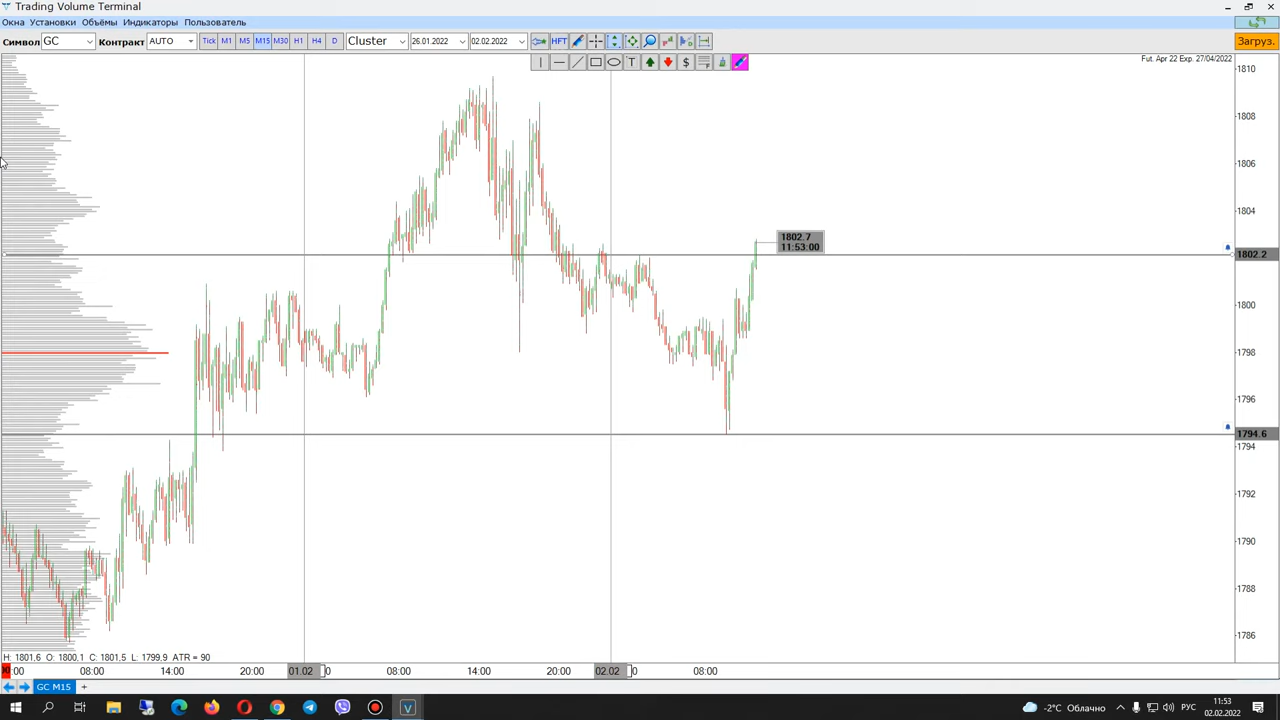 Trading Volume Terminal
Окна Установки Объёмы Индикаторы Пользователь
Символ GC Контракт AUTO Tick M1 M5 M15 M30 H1 H4 D Cluster 26.01.2022 02.02.2022 HFT Загруз.
T $
Fut. Apr 22 Exp. 27/04/2022
1810
1808
1806
1804
1802.7
11:53:00
1802.2
1800
1798
1796
1794.6
1794
1792
1790
1788
1786
H: 1801.6 O: 1800.1 C: 1801.5 L: 1799.9 ATR = 90
08:00 14:00 20:00 01.02 08:00 14:00 20:00 02.02 08:00
GC M15 +
-2°C Облачно РУС 11:53
02.02.2022